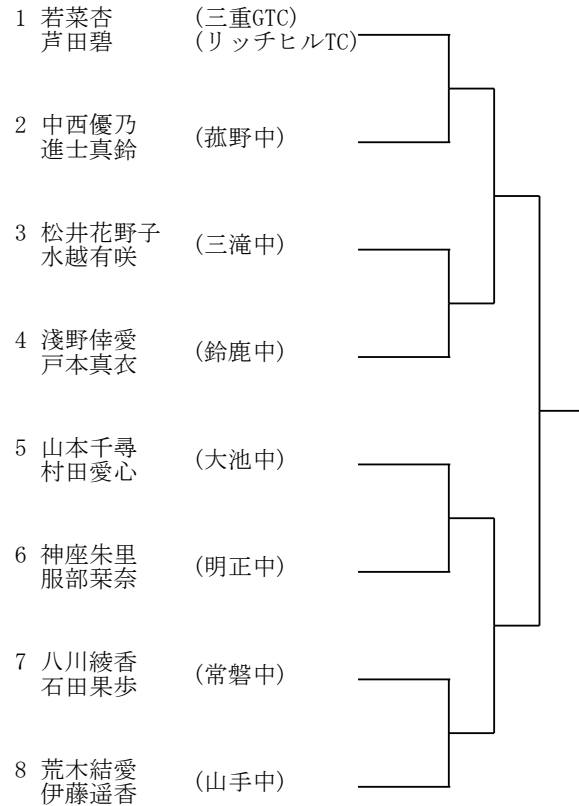 1 若菜杏 (三重GTC)
芦田碧 (リッチヒルTC)
2 中西優乃
進士真鈴 (菰野中)
3 松井花野子
水越有咲 (三滝中)
4 淺野倖愛
戸本真衣 (鈴鹿中)
5 山本千尋
村田愛心 (大池中)
6 神座朱里
服部栞奈 (明正中)
7 八川綾香
石田果歩 (常磐中)
8 荒木結愛
伊藤遥香 (山手中)